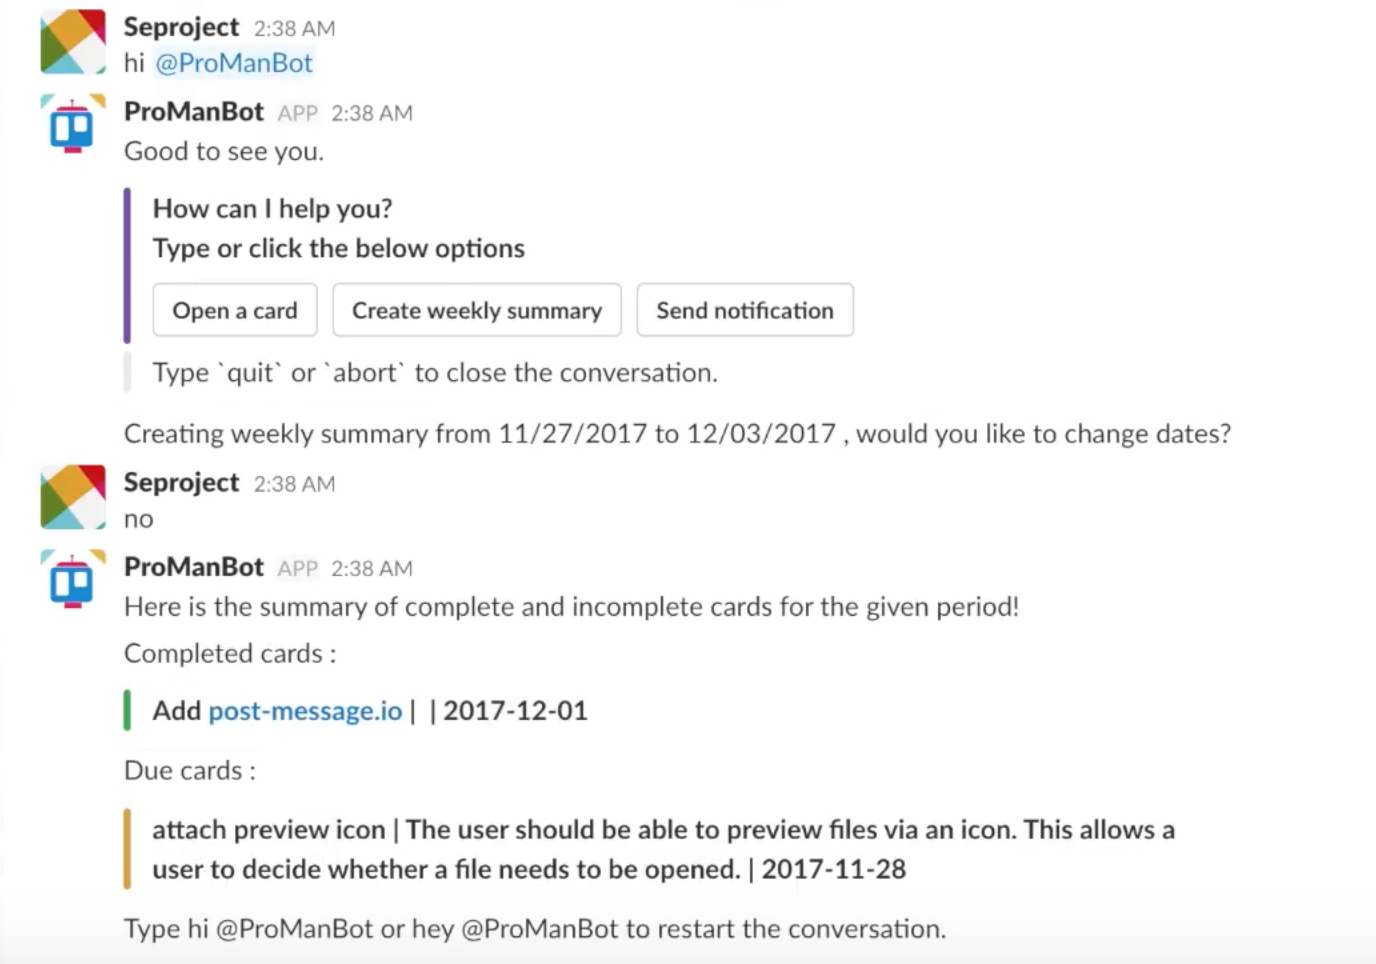 Seproject 2:38 AM
hi @ProManBot
ProManBot APP 2:38 AM
Good to see you.
How can I help you?
Type or click the below options
Open a card Create weekly summary Send notification
Type `quit` or `abort` to close the conversation.
Creating weekly summary from 11/27/2017 to 12/03/2017 , would you like to change dates?
Seproject 2:38 AM
no
ProManBot APP 2:38 AM
Here is the summary of complete and incomplete cards for the given period!
Completed cards :
Add post-message.io | | 2017-12-01
Due cards :
attach preview icon | The user should be able to preview files via an icon. This allows a
user to decide whether a file needs to be opened. | 2017-11-28
Type hi @ProManBot or hey @ProManBot to restart the conversation.